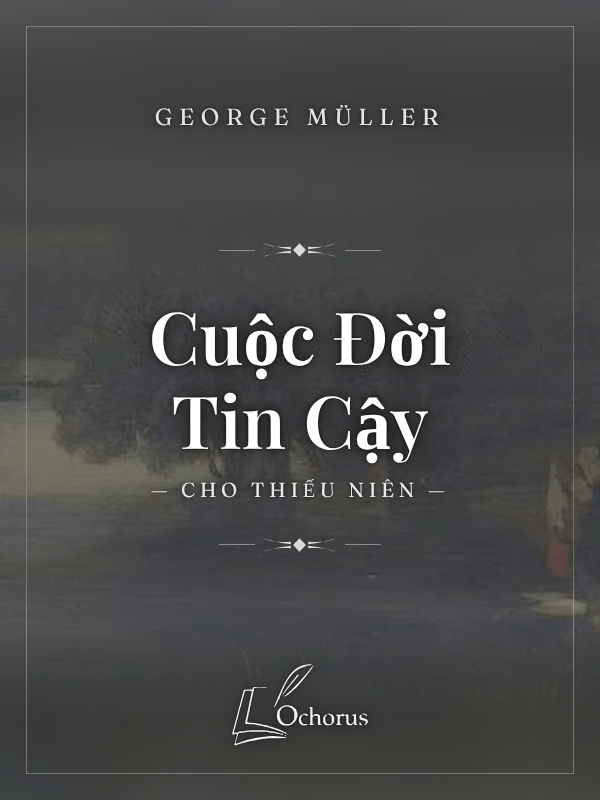 GEORGE MÜLLER
Cuộc Đời
Tin Cậy
— CHO THIẾU NIÊN —
Ochorus